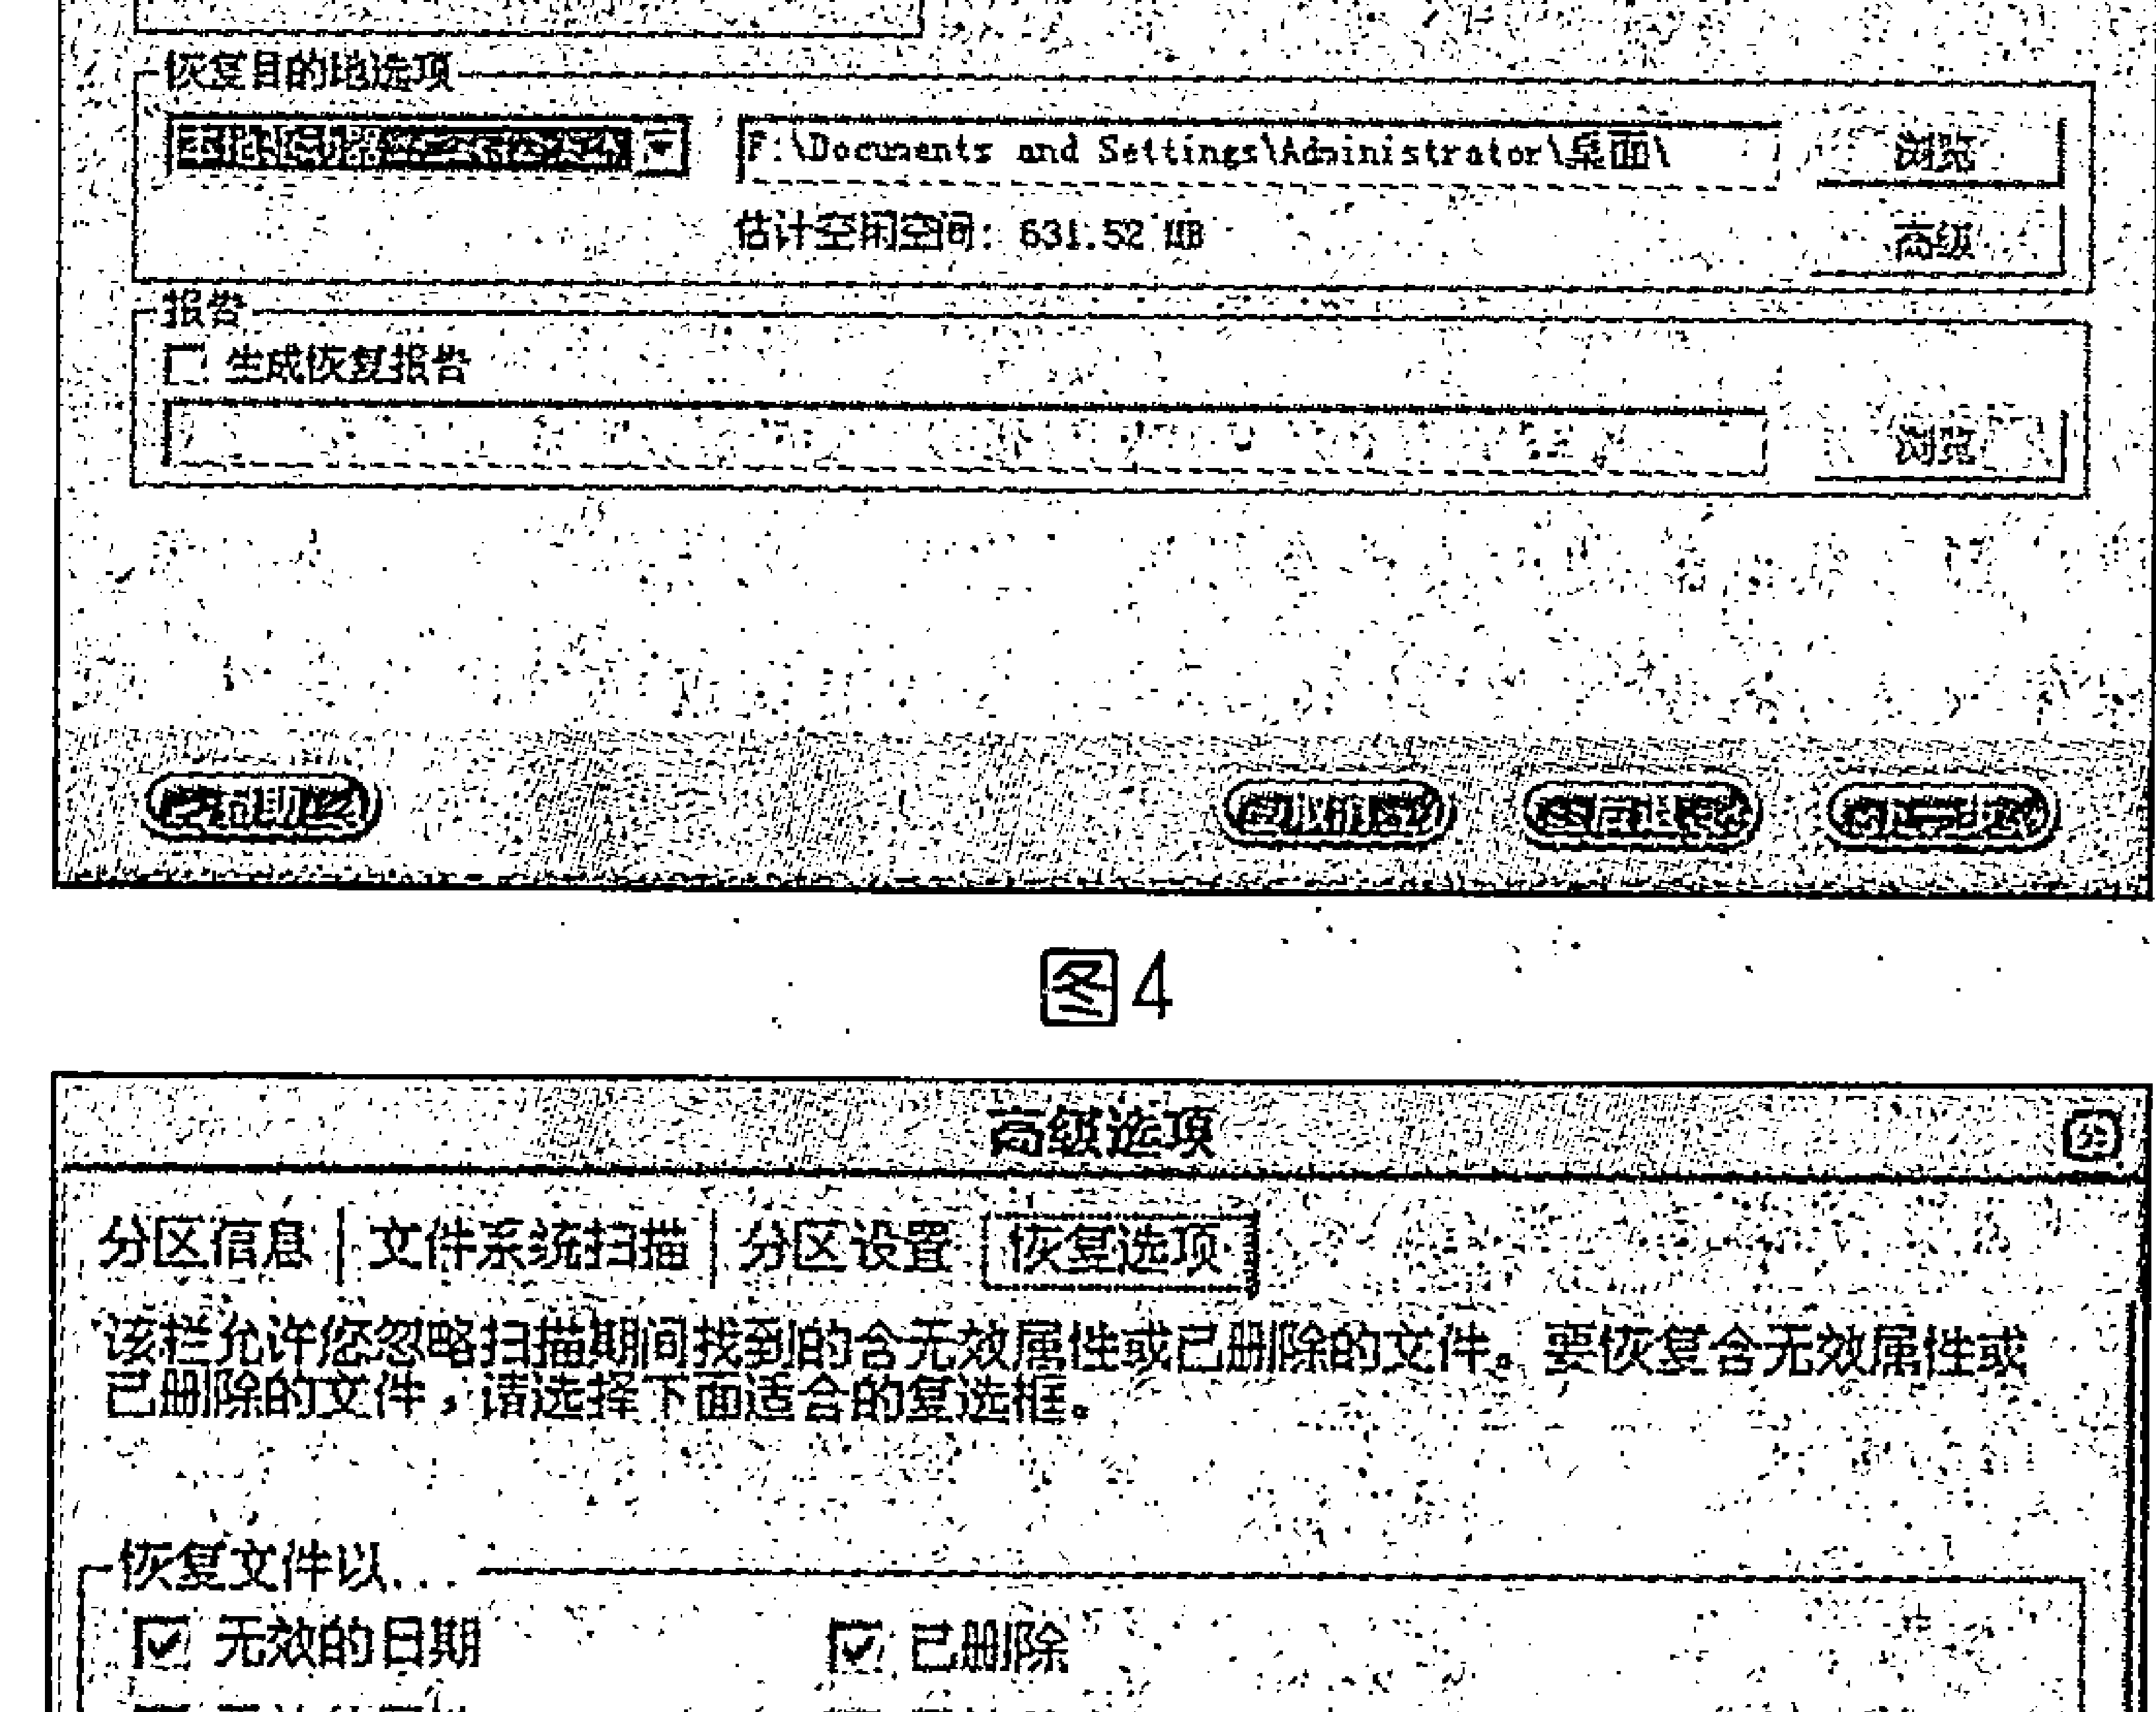 恢复目的地选项
F:\Documents and Settings\Administrator\桌面\
浏览
估计空闲空间: 631.52 MB
高级
报告
生成恢复报告
浏览
图4
高级选项
分区信息 文件系统扫描 分区设置 恢复选项
该栏允许您忽略扫描期间找到的含无效属性或已删除的文件。要恢复含无效属性或
已删除的文件，请选择下面适合的复选框。
恢复文件以...
无效的日期 已删除